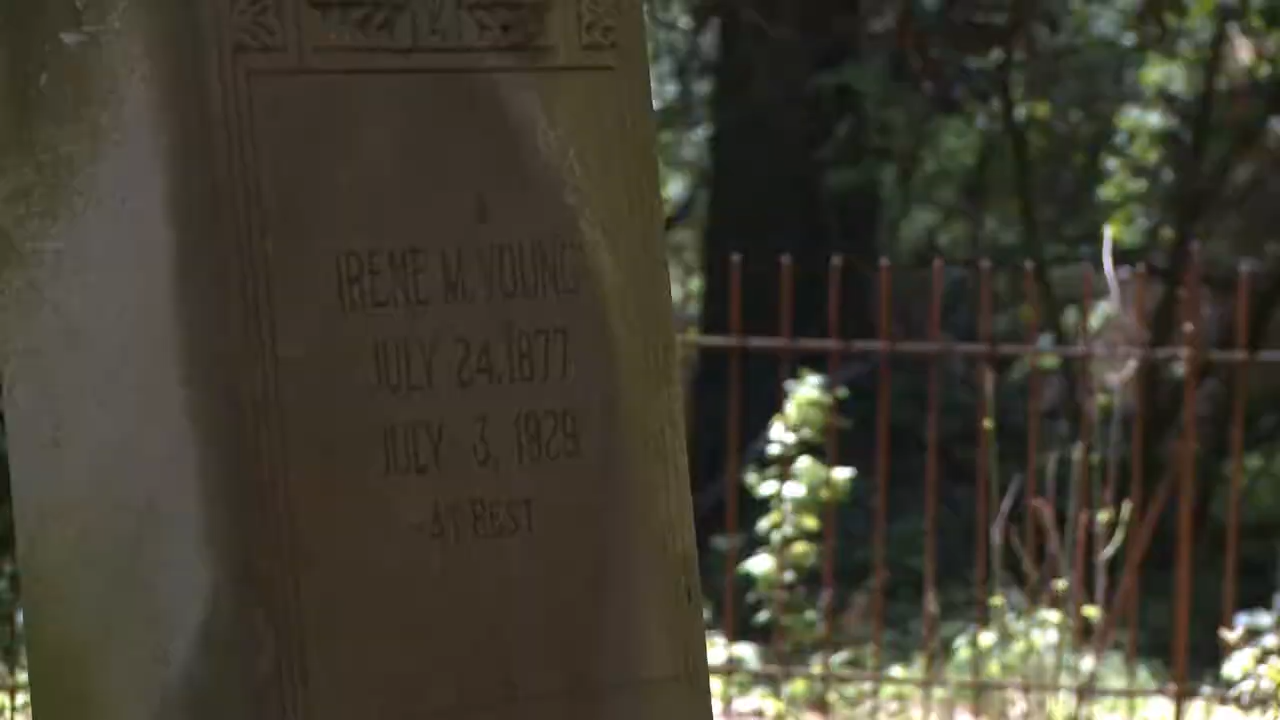 IRENE M. YOUNG
JULY 24, 1877
JULY 3, 1929
AT REST